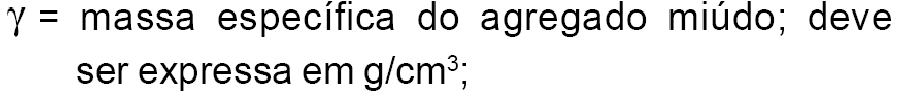 γ = massa específica do agregado miúdo; deve
ser expressa em g/cm³;